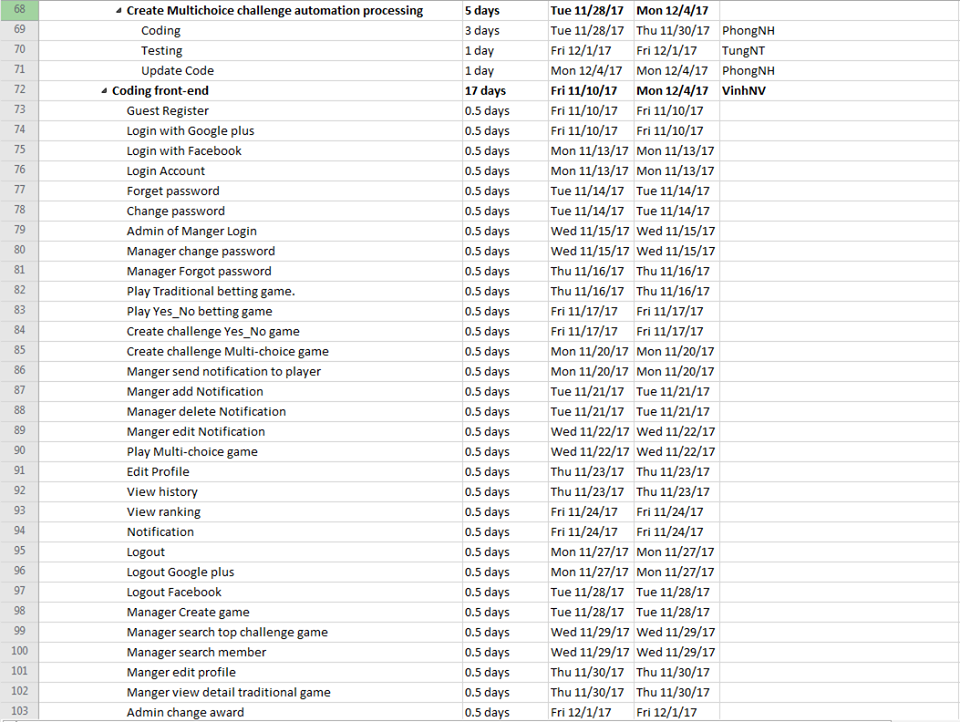 68 Create Multichoice challenge automation processing 5 days Tue 11/28/17 Mon 12/4/17
69 Coding 3 days Tue 11/28/17 Thu 11/30/17 PhongNH
70 Testing 1 day Fri 12/1/17 Fri 12/1/17 TungNT
71 Update Code 1 day Mon 12/4/17 Mon 12/4/17 PhongNH
72 Coding front-end 17 days Fri 11/10/17 Mon 12/4/17 VinhNV
73 Guest Register 0.5 days Fri 11/10/17 Fri 11/10/17
74 Login with Google plus 0.5 days Fri 11/10/17 Fri 11/10/17
75 Login with Facebook 0.5 days Mon 11/13/17 Mon 11/13/17
76 Login Account 0.5 days Mon 11/13/17 Mon 11/13/17
77 Forget password 0.5 days Tue 11/14/17 Tue 11/14/17
78 Change password 0.5 days Tue 11/14/17 Tue 11/14/17
79 Admin of Manger Login 0.5 days Wed 11/15/17 Wed 11/15/17
80 Manager change password 0.5 days Wed 11/15/17 Wed 11/15/17
81 Manager Forgot password 0.5 days Thu 11/16/17 Thu 11/16/17
82 Play Traditional betting game. 0.5 days Thu 11/16/17 Thu 11/16/17
83 Play Yes_No betting game 0.5 days Fri 11/17/17 Fri 11/17/17
84 Create challenge Yes_No game 0.5 days Fri 11/17/17 Fri 11/17/17
85 Create challenge Multi-choice game 0.5 days Mon 11/20/17 Mon 11/20/17
86 Manger send notification to player 0.5 days Mon 11/20/17 Mon 11/20/17
87 Manger add Notification 0.5 days Tue 11/21/17 Tue 11/21/17
88 Manager delete Notification 0.5 days Tue 11/21/17 Tue 11/21/17
89 Manger edit Notification 0.5 days Wed 11/22/17 Wed 11/22/17
90 Play Multi-choice game 0.5 days Wed 11/22/17 Wed 11/22/17
91 Edit Profile 0.5 days Thu 11/23/17 Thu 11/23/17
92 View history 0.5 days Thu 11/23/17 Thu 11/23/17
93 View ranking 0.5 days Fri 11/24/17 Fri 11/24/17
94 Notification 0.5 days Fri 11/24/17 Fri 11/24/17
95 Logout 0.5 days Mon 11/27/17 Mon 11/27/17
96 Logout Google plus 0.5 days Mon 11/27/17 Mon 11/27/17
97 Logout Facebook 0.5 days Tue 11/28/17 Tue 11/28/17
98 Manager Create game 0.5 days Tue 11/28/17 Tue 11/28/17
99 Manager search top challenge game 0.5 days Wed 11/29/17 Wed 11/29/17
100 Manager search member 0.5 days Wed 11/29/17 Wed 11/29/17
101 Manger edit profile 0.5 days Thu 11/30/17 Thu 11/30/17
102 Manger view detail traditional game 0.5 days Thu 11/30/17 Thu 11/30/17
103 Admin change award 0.5 days Fri 12/1/17 Fri 12/1/17